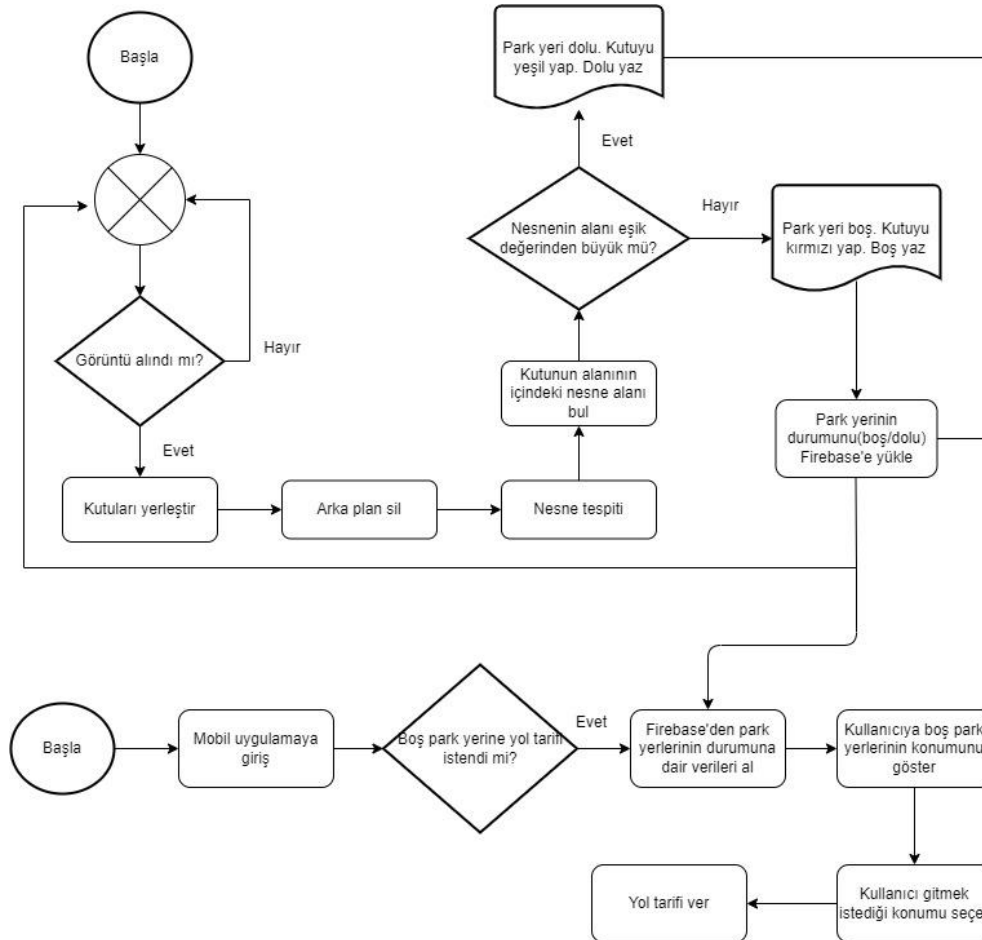 Başla
Görüntü alındı mı?
Hayır
Evet
Kutuları yerleştir
Arka plan sil
Nesne tespiti
Kutunun alanının
içindeki nesne alanı
bul
Nesnenin alanı eşik
değerinden büyük mü?
Evet
Park yeri dolu. Kutuyu
yeşil yap. Dolu yaz
Hayır
Park yeri boş. Kutuyu
kırmızı yap. Boş yaz
Park yerinin
durumunu(boş/dolu)
Firebase'e yükle
Başla
Mobil uygulamaya
giriş
Boş park yerine yol tarifi
istendi mi?
Evet
Firebase'den park
yerlerinin durumuna
dair verileri al
Kullanıcıya boş park
yerlerinin konumunu
göster
Kullanıcı gitmek
istediği konumu seçe
Yol tarifi ver